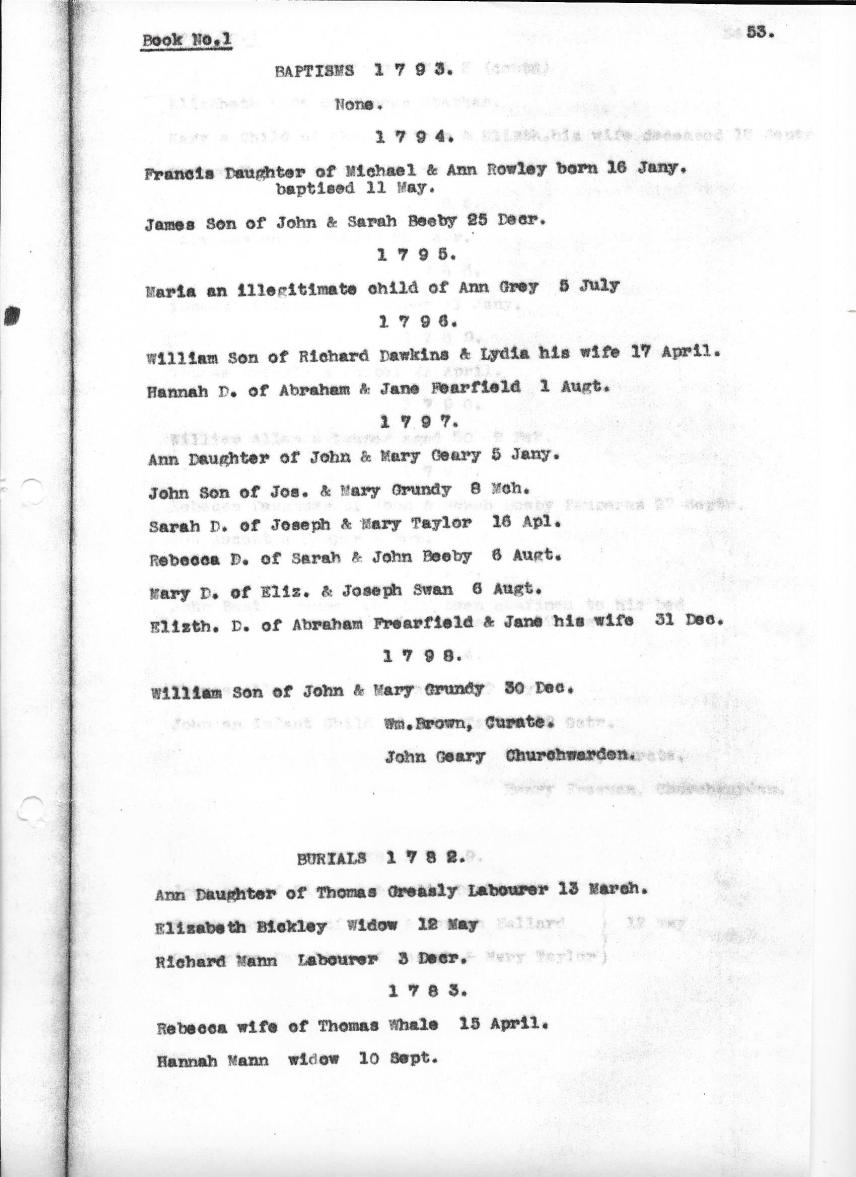 Book No.1
53.
BAPTISMS 1 7 9 3.
None.
1 7 9 4.
Francis Daughter of Michael & Ann Rowley born 16 Jany.
baptised 11 May.
James Son of John & Sarah Beeby 25 Decr.
1 7 9 5.
Maria an illegitimate child of Ann Grey 5 July
1 7 9 6.
William Son of Richard Dawkins & Lydia his wife 17 April.
Hannah D. of Abraham & Jane Fearfield 1 Augt.
1 7 9 7.
Ann Daughter of John & Mary Geary 5 Jany.
John Son of Jos. & Mary Grundy 8 Mch.
Sarah D. of Joseph & Mary Taylor 16 Apl.
Rebecca D. of Sarah & John Beeby 6 Augt.
Mary D. of Eliz. & Joseph Swan 6 Augt.
Elizth. D. of Abraham Frearfield & Jane his wife 31 Dec.
1 7 9 8.
William Son of John & Mary Grundy 30 Dec.
Wm.Brown, Curate.
John Geary Churchwarden.
BURIALS 1 7 8 2.
Ann Daughter of Thomas Greasly Labourer 13 March.
Elizabeth Bickley Widow 12 May
Richard Mann Labourer 3 Decr.
1 7 8 3.
Rebecca wife of Thomas Whale 15 April.
Hannah Mann widow 10 Sept.